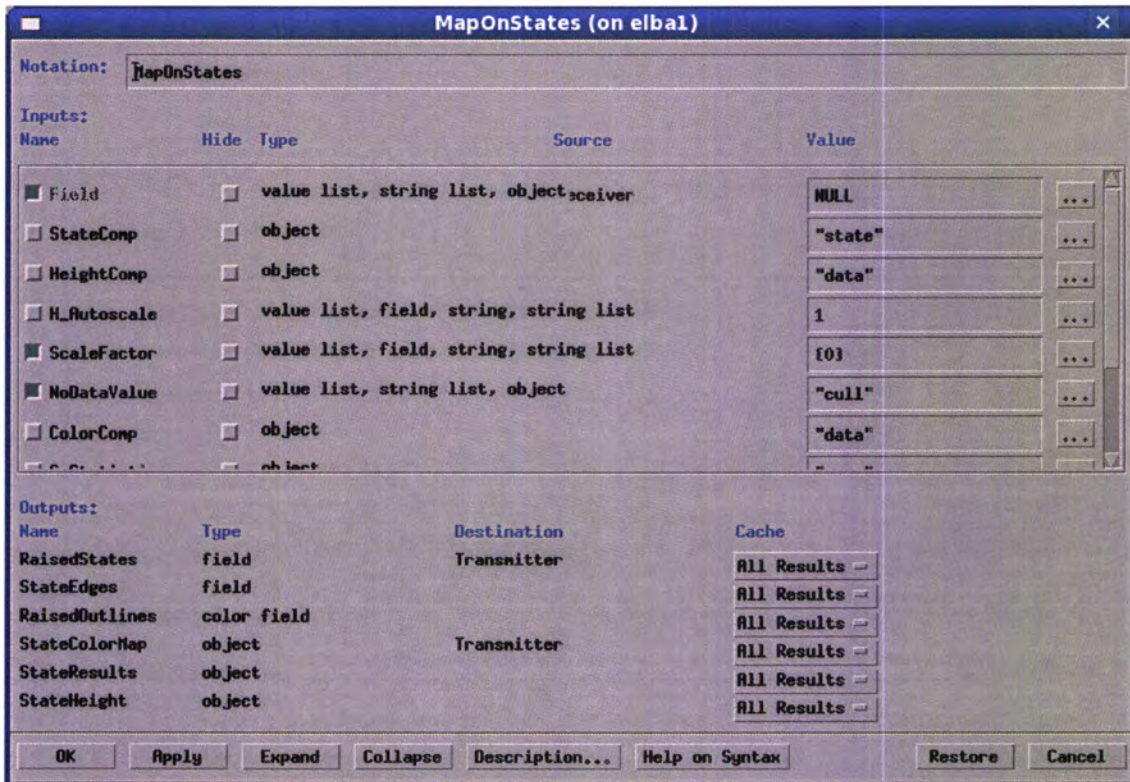 MapOnStates (on elba1)
Notation: MapOnStates
Inputs:
Name Hide Type Source Value
Field value list, string list, object eceiver NULL ...
StateComp object "state" ...
HeightComp object "data" ...
H_Autoscale value list, field, string, string list 1 ...
ScaleFactor value list, field, string, string list {0} ...
NoDataValue value list, string list, object "cull" ...
ColorComp object "data" ...
object
Outputs:
Name Type Destination Cache
RaisedStates field Transmitter All Results
StateEdges field All Results
RaisedOutlines color field All Results
StateColorMap object Transmitter All Results
StateResults object All Results
StateHeight object All Results
OK Apply Expand Collapse Description... Help on Syntax Restore Cancel